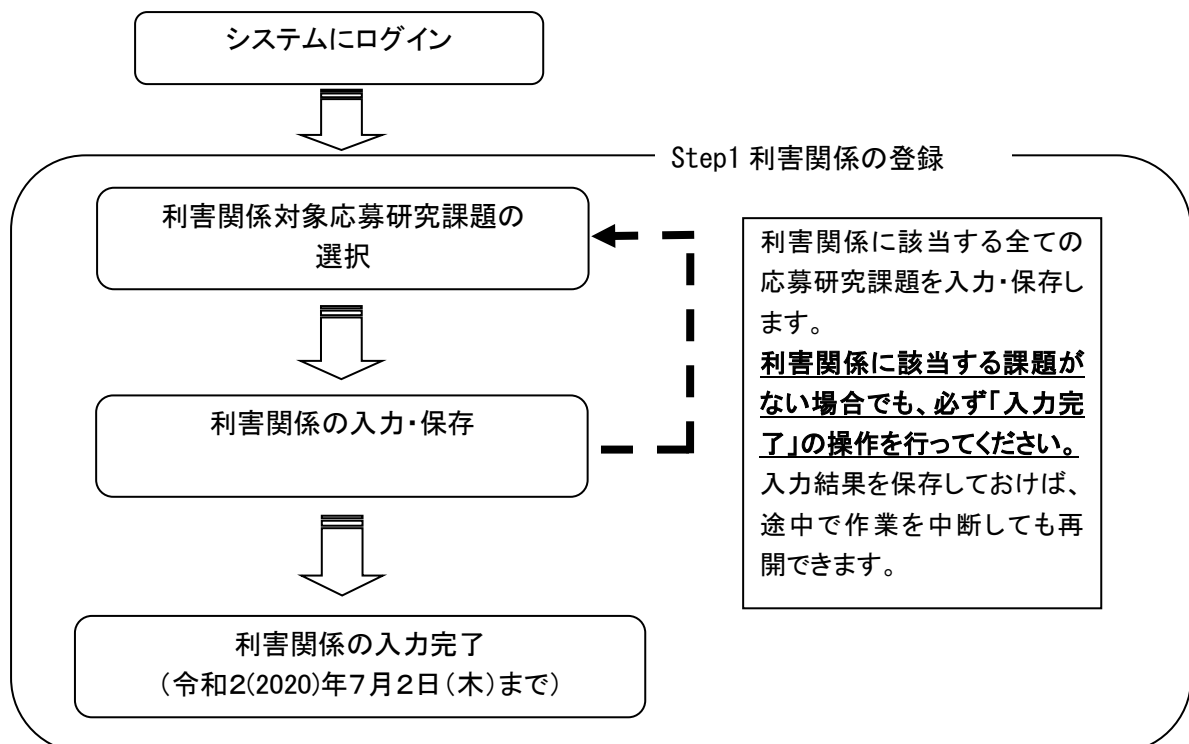 システムにログイン
Step1 利害関係の登録
利害関係対象応募研究課題の
選択
利害関係の入力・保存
利害関係の入力完了
（令和2(2020)年７月２日（木）まで）
利害関係に該当する全ての
応募研究課題を入力・保存し
ます。
利害関係に該当する課題が
ない場合でも、必ず「入力完
了」の操作を行ってください。
入力結果を保存しておけば、
途中で作業を中断しても再
開できます。